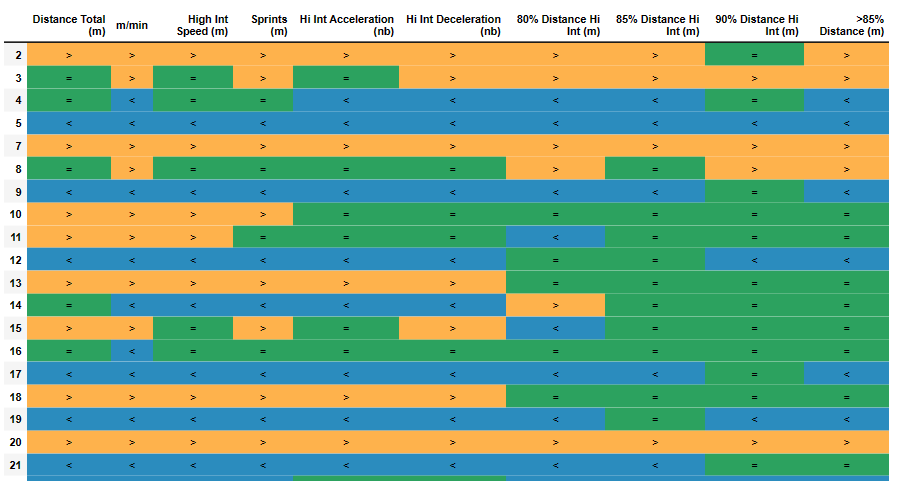 Distance Total (m) m/min High Int Speed (m) Sprints (m) Hi Int Acceleration (nb) Hi Int Deceleration (nb) 80% Distance Hi Int (m) 85% Distance Hi Int (m) 90% Distance Hi Int (m) >85% Distance (m)
2 > > > > > > > > = >
3 = > = > = > > > > >
4 = < = = < < < < = <
5 < < < < < < < < < <
7 > > > > > > > > > >
8 = > = = = = > = > >
9 < < < < < < < < = <
10 > > > > = = = = = =
11 > > > = = = < = = =
12 < < < < < < = = < <
13 > > > > > > = = = =
14 = < < < < < > = = =
15 > > = > = > < = = =
16 = < = = = = = = = =
17 < < < < < < < < = <
18 > > > > > > = = = =
19 < < < < < < < = < <
20 > > > > > > > > > >
21 < < < < < < < < = =